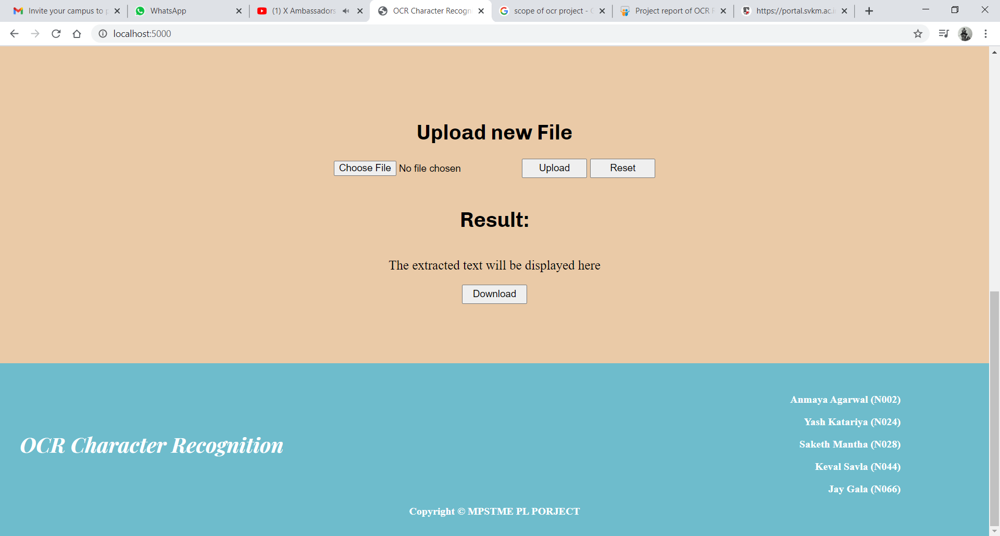 Invite your campus to p
WhatsApp
(1) X Ambassadors
OCR Character Recogn
scope of ocr project -
Project report of OCR
https://portal.svkm.ac.i
localhost:5000
Upload new File
Choose File No file chosen Upload Reset
Result:
The extracted text will be displayed here
Download
Anmaya Agarwal (N002)
Yash Katariya (N024)
OCR Character Recognition
Saketh Mantha (N028)
Keval Savla (N044)
Jay Gala (N066)
Copyright © MPSTME PL PORJECT